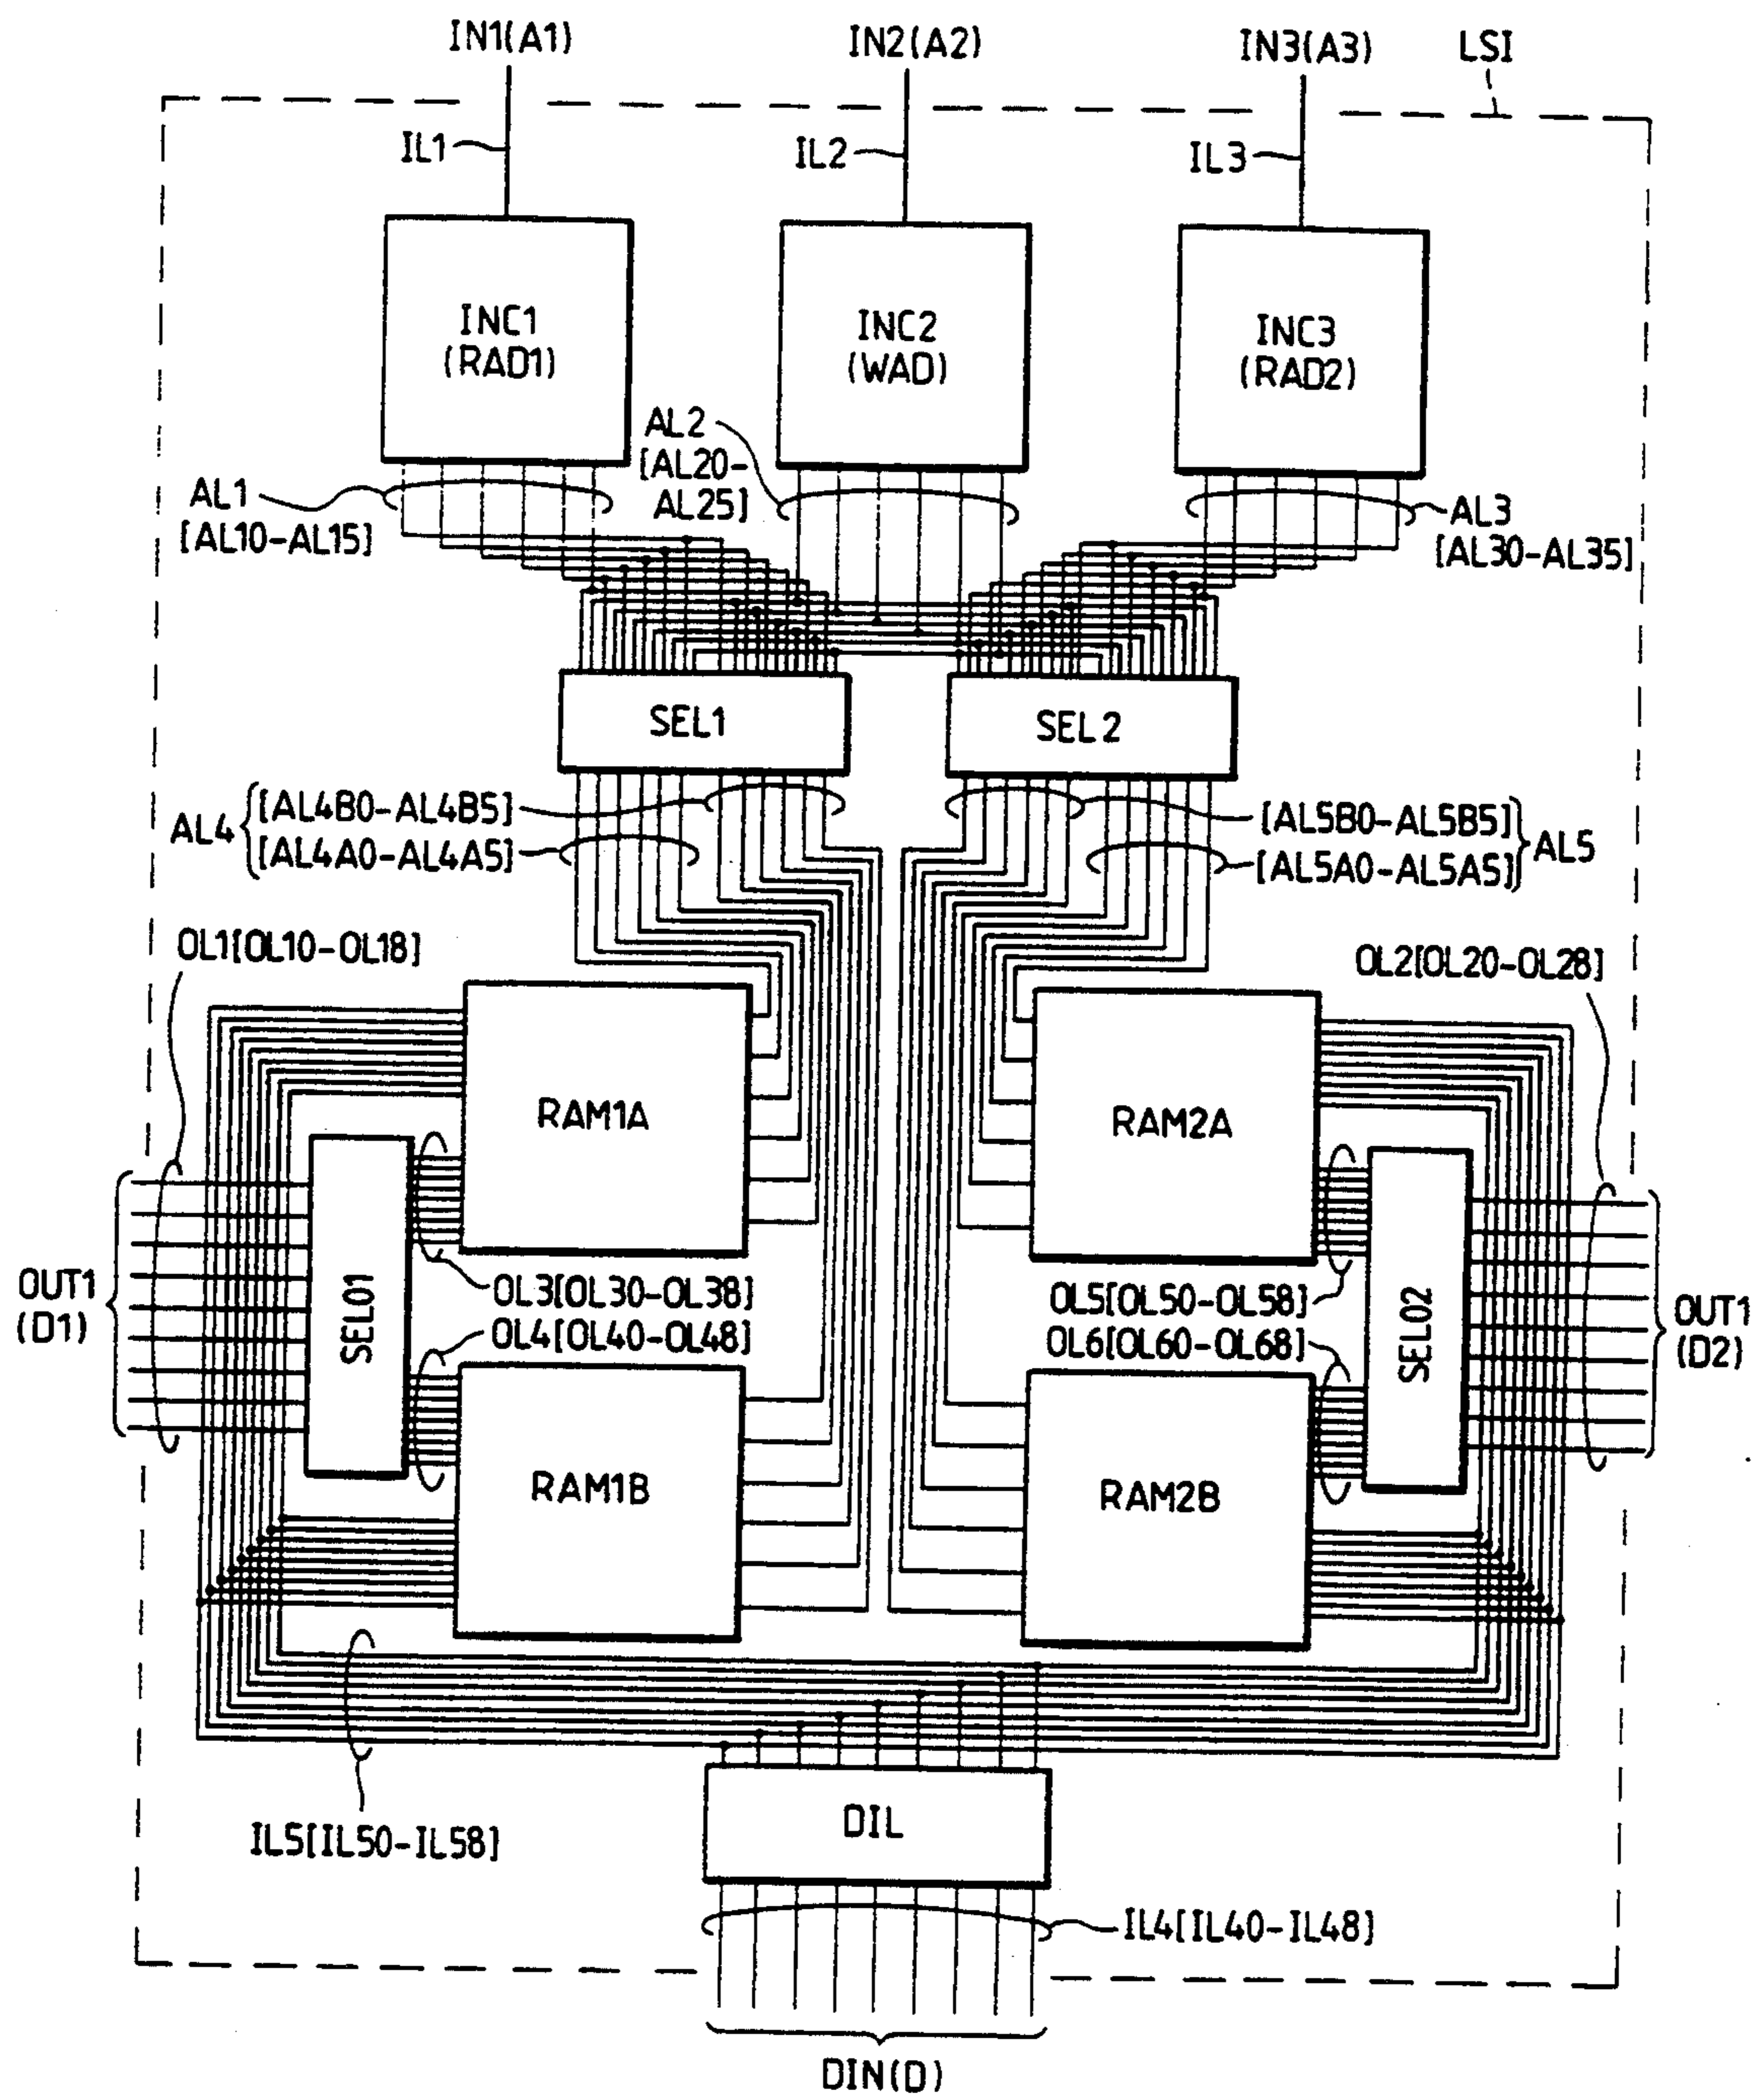 IN1(A1)
IN2(A2)
IN3(A3)
LSI
IL1
IL2
IL3
INC1
(RAD1)
INC2
(WAD)
INC3
(RAD2)
AL1
[AL10-AL15]
AL2
[AL20-
AL25]
AL3
[AL30-AL35]
SEL1
SEL2
AL4
[AL4B0-AL4B5]
[AL4A0-AL4A5]
[AL5B0-AL5B5]
[AL5A0-AL5A5]
AL5
OL1[OL10-OL18]
OL2[OL20-OL28]
RAM1A
RAM2A
OUT1
(D1)
SEL01
OL3[OL30-OL38]
OL4[OL40-OL48]
OL5[OL50-OL58]
OL6[OL60-OL68]
SEL02
OUT1
(D2)
RAM1B
RAM2B
IL5[IL50-IL58]
DIL
IL4[IL40-IL48]
DIN(D)